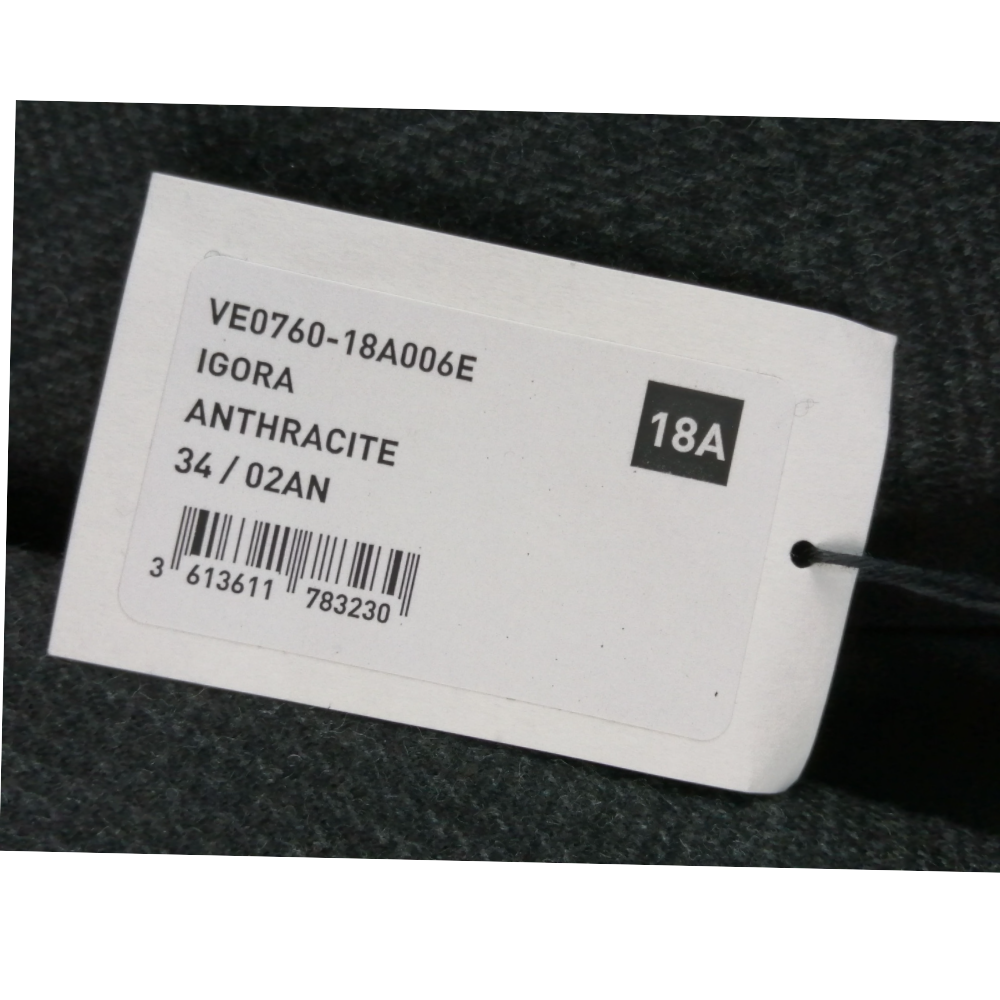 VE0760-18A006E
IGORA
ANTHRACITE
34 / 02AN
18A
3 613611 783230